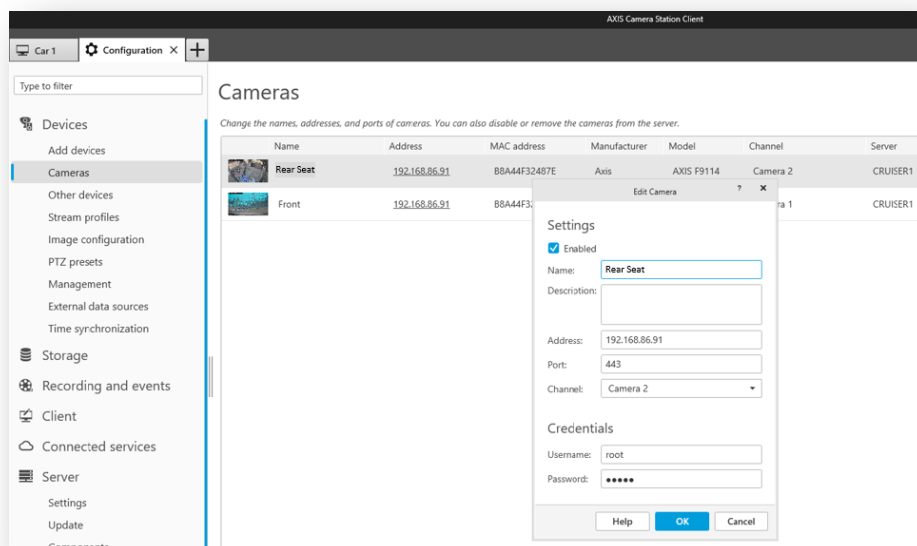 AXIS Camera Station Client
Car 1 Configuration
Type to filter
Devices
Add devices
Cameras
Other devices
Stream profiles
Image configuration
PTZ presets
Management
External data sources
Time synchronization
Storage
Recording and events
Client
Connected services
Server
Settings
Update
Components
Cameras
Change the names, addresses, and ports of cameras. You can also disable or remove the cameras from the server.
Name Address MAC address Manufacturer Model Channel Server
Rear Seat 192.168.86.91 B8A44F32487E Axis AXIS F9114 Camera 2 CRUISER1
Front 192.168.86.91 B8A44F32 ra 1 CRUISER1
Edit Camera ?
Settings
Enabled
Name: Rear Seat
Description:
Address: 192.168.86.91
Port: 443
Channel: Camera 2
Credentials
Username: root
Password: •••••
Help OK Cancel